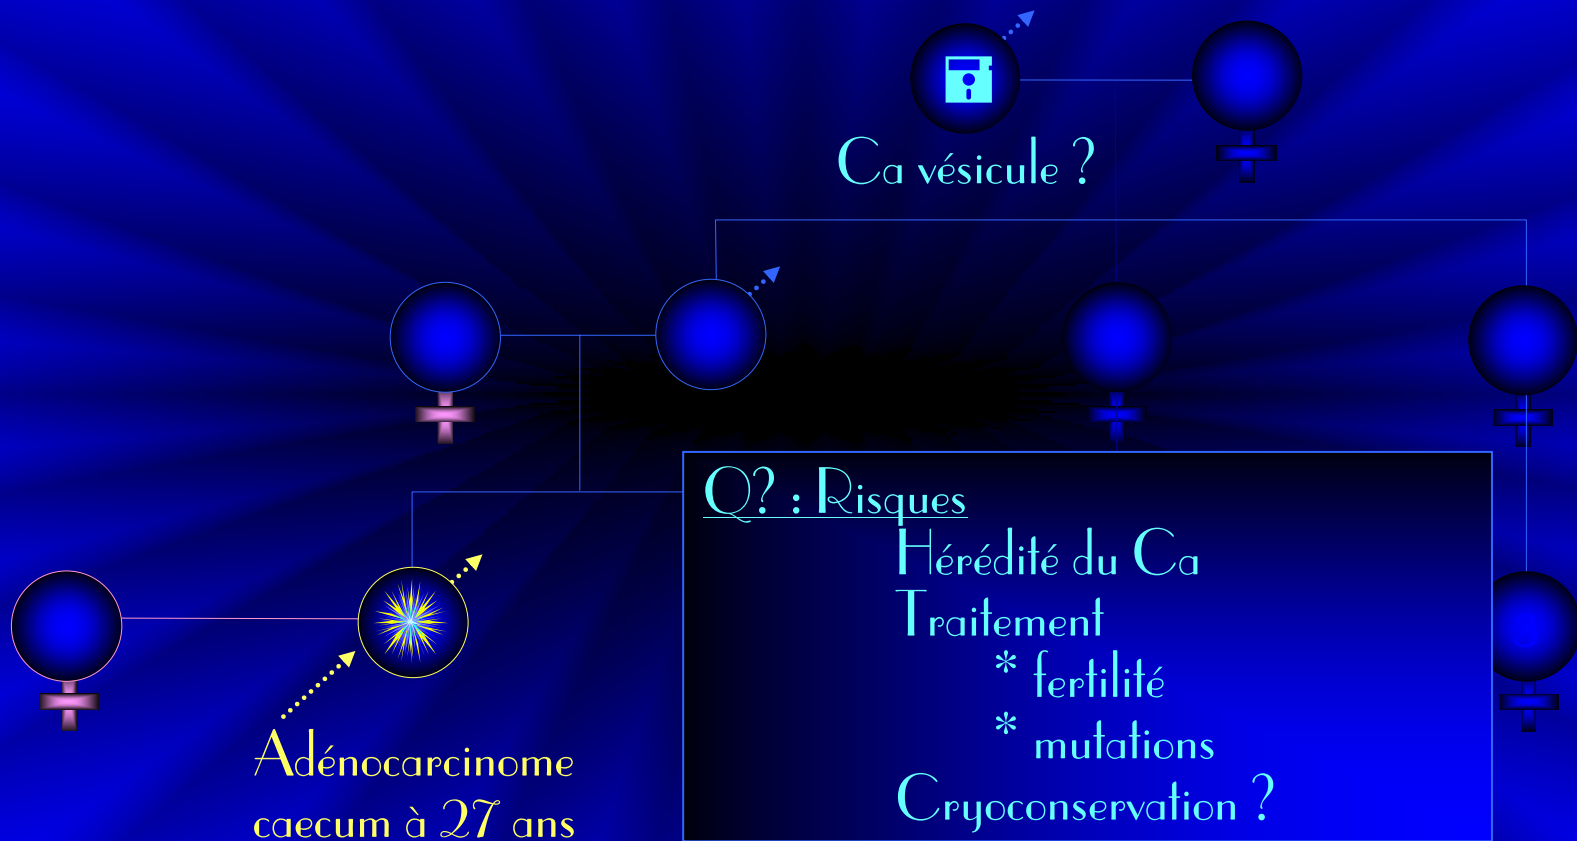 Ca vésicule ?
Q? : Risques
Hérédité du Ca
Traitement
* fertilité
* mutations
Cryoconservation ?
Adénocarcinome
caecum à 27 ans